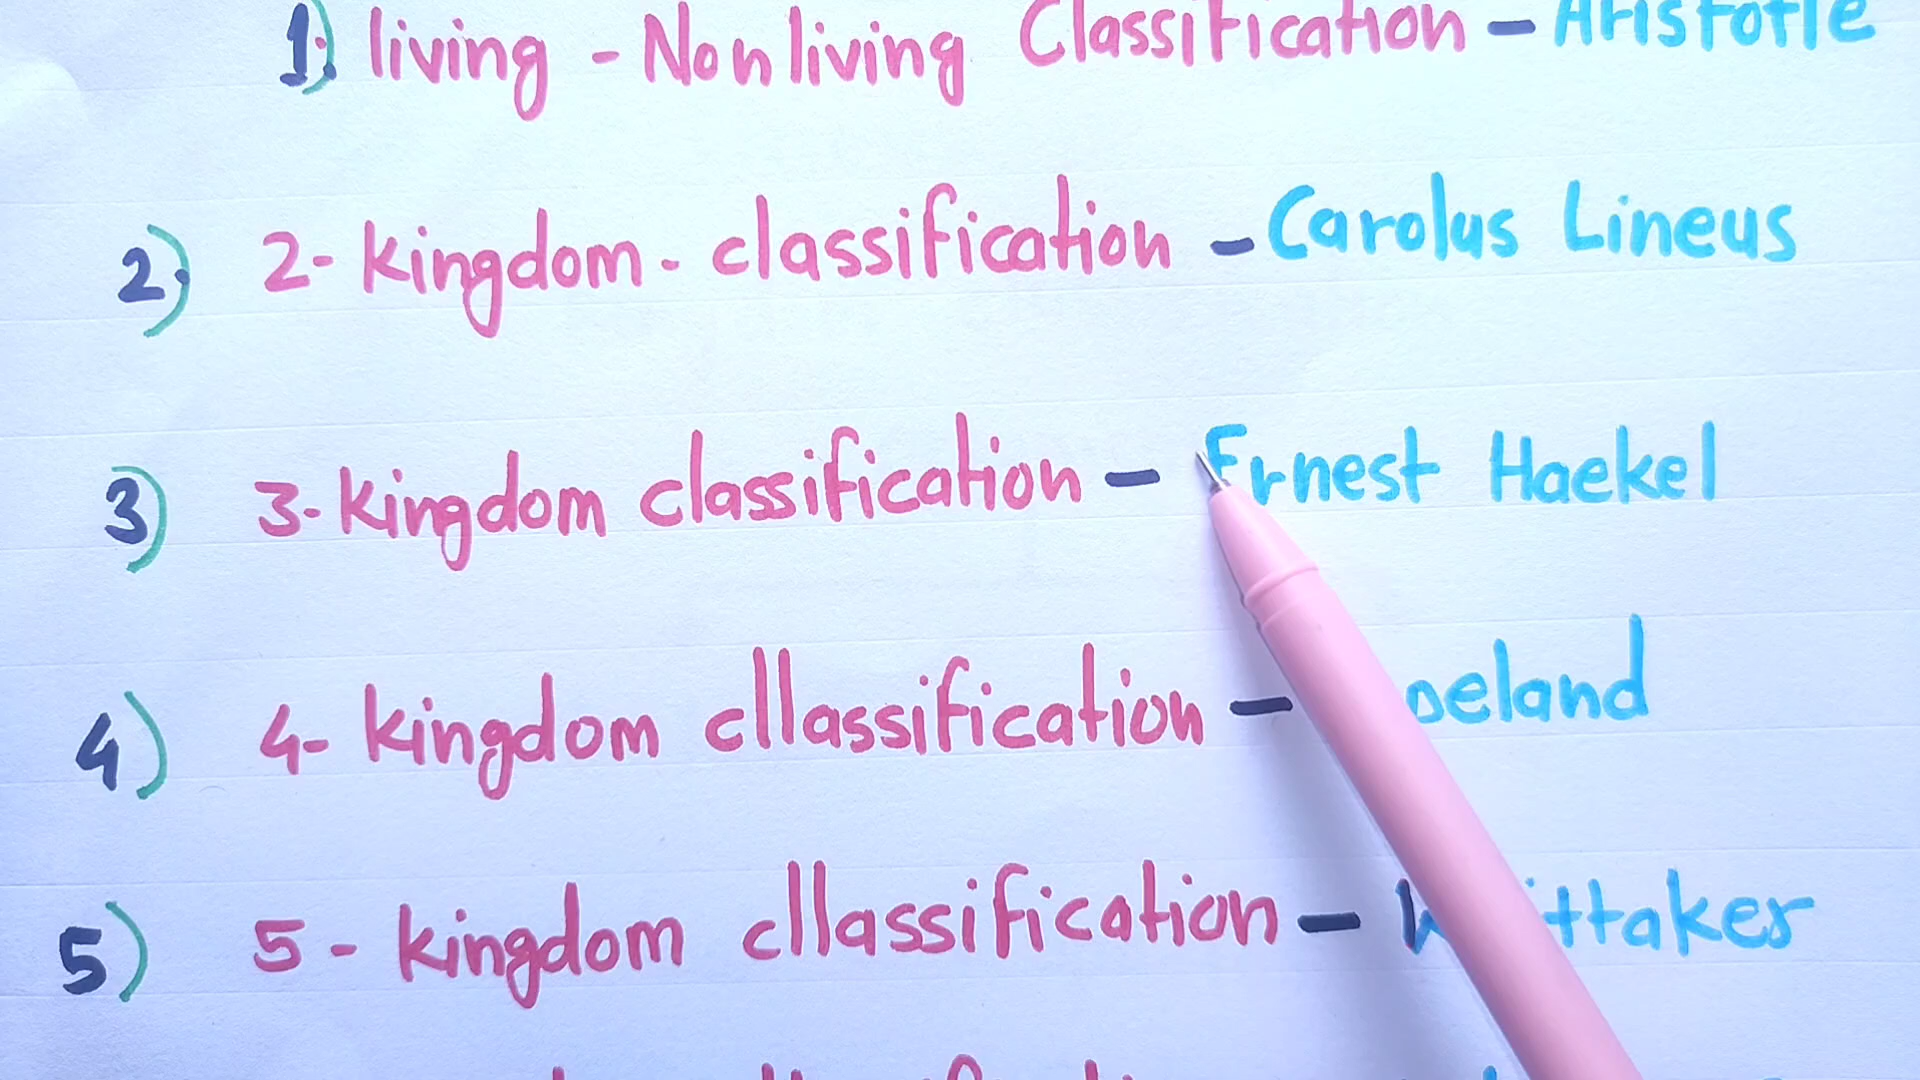 1) living - Non living Classification - Aristotle
2) 2- kingdom - classification - Carolus Lineus
3) 3- kingdom classification - Ernest Haekel
4) 4- kingdom cllassification -
5) 5 - kingdom cllassification -